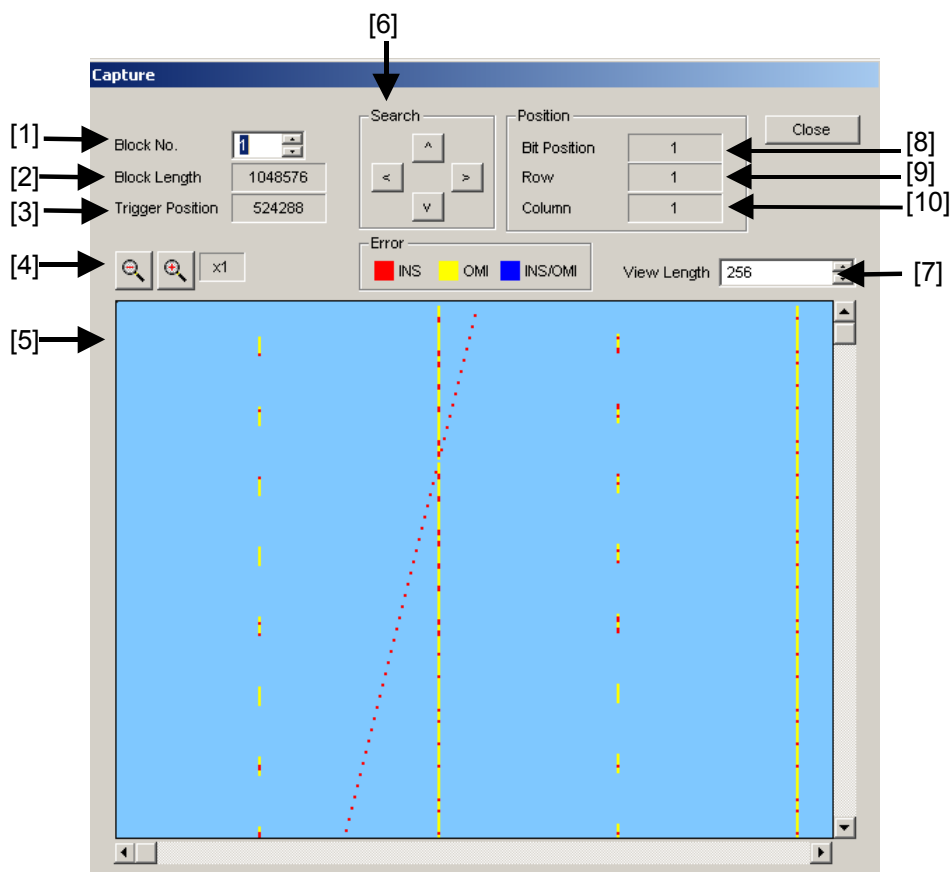 [6]
Capture
Search
Position
Close
[1]
Block No.
1
^
Bit Position
1
[8]
[2]
Block Length
1048576
<
>
Row
1
[9]
[3]
Trigger Position
524288
v
Column
1
[10]
Error
[4]
x1
INS
OMI
INS/OMI
View Length
256
[7]
[5]